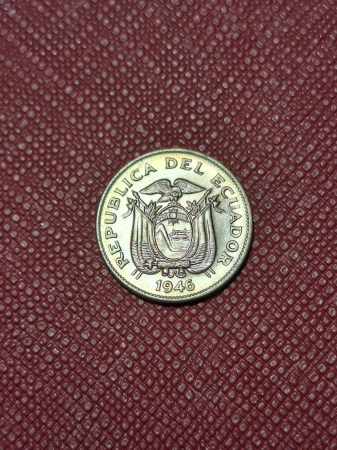 REPUBLICA DEL ECUADOR
1946